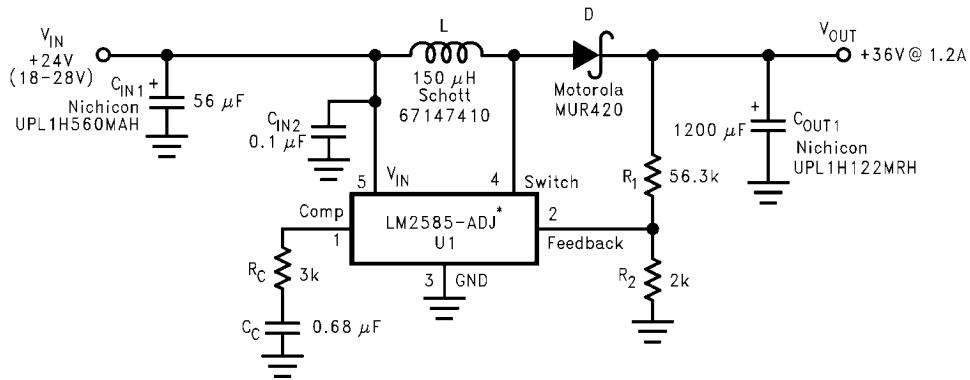 V_IN
+24V
(18-28V)
C_IN1
+
56 µF
Nichicon
UPL1H560MAH
C_IN2
0.1 µF
L
150 µH
Schott
67147410
D
Motorola
MUR420
V_OUT
+36V@ 1.2A
+
1200 µF
C_OUT1
Nichicon
UPL1H122MRH
R_1
56.3k
5
V_IN
4
Switch
Comp
1
LM2585-ADJ*
U1
2
Feedback
3
GND
R_C
3k
C_C
0.68 µF
R_2
2k